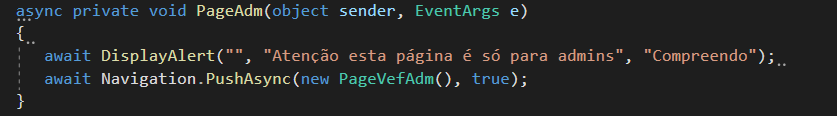 async private void PageAdm(object sender, EventArgs e)
{
await DisplayAlert("", "Atenção esta página é só para admins", "Compreendo");
await Navigation.PushAsync(new PageVefAdm(), true);
}